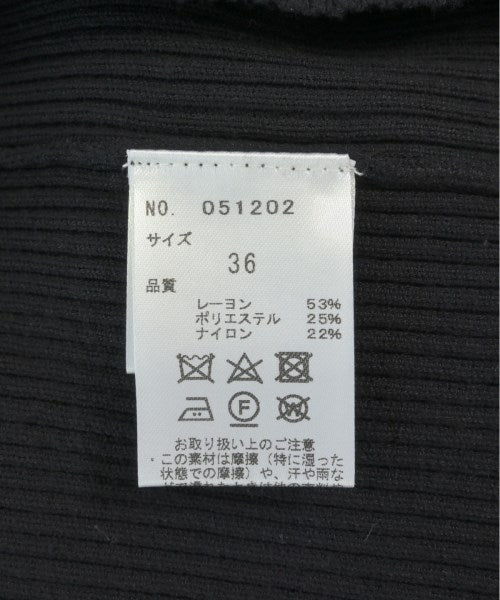 NO. 051202
サイズ
36
品質
レーヨン 53%
ポリエステル 25%
ナイロン 22%
F
W
お取り扱い上のご注意
・この素材は摩擦（特に湿った
状態での摩擦）や、汗や雨な